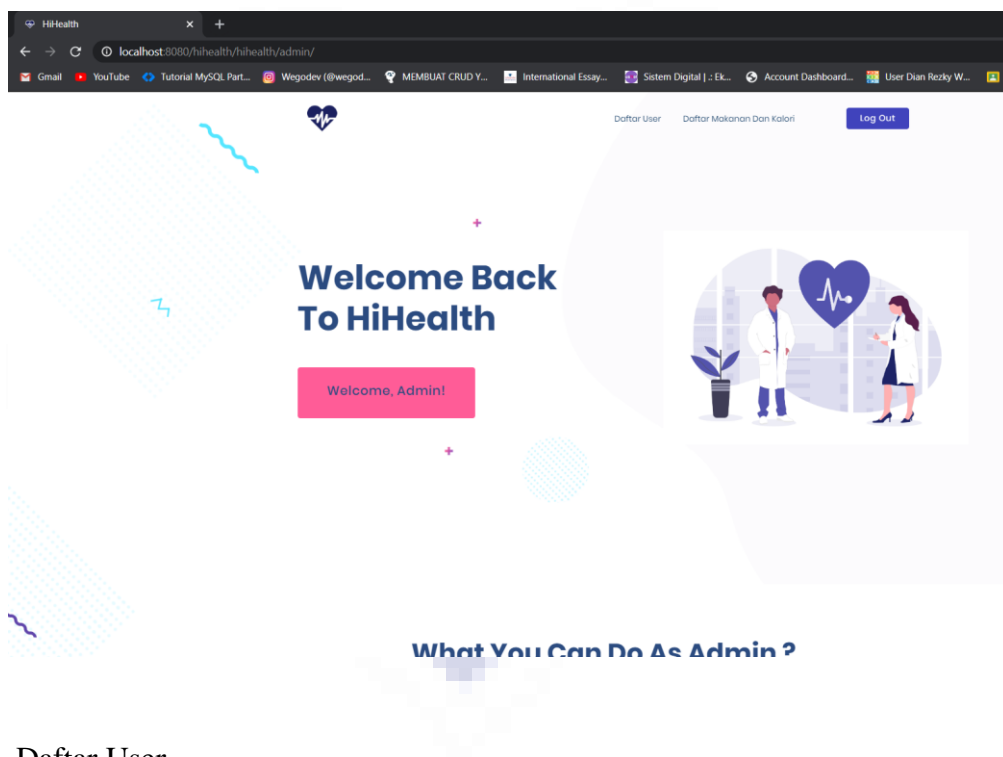 HiHealth
localhost:8080/hihealth/hihealth/admin/
Gmail YouTube Tutorial MySQL Part... Wegodev (@wegod... MEMBUAT CRUD Y... International Essay... Sistem Digital | .: Ek... Account Dashboard... User Dian Rezky W...
Daftar User Daftar Makanan Dan Kalori Log Out
Welcome Back
To HiHealth
Welcome, Admin!
What You Can Do As Admin ?
Daftar User